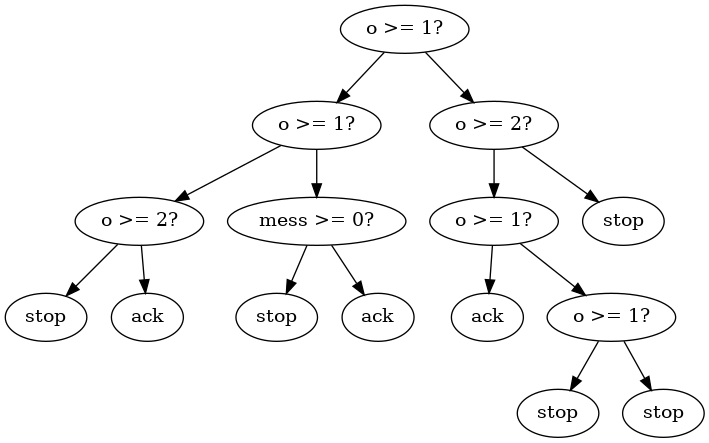 o >= 1?
o >= 1?
o >= 2?
o >= 2?
mess >= 0?
o >= 1?
stop
stop
ack
stop
ack
ack
o >= 1?
stop
stop